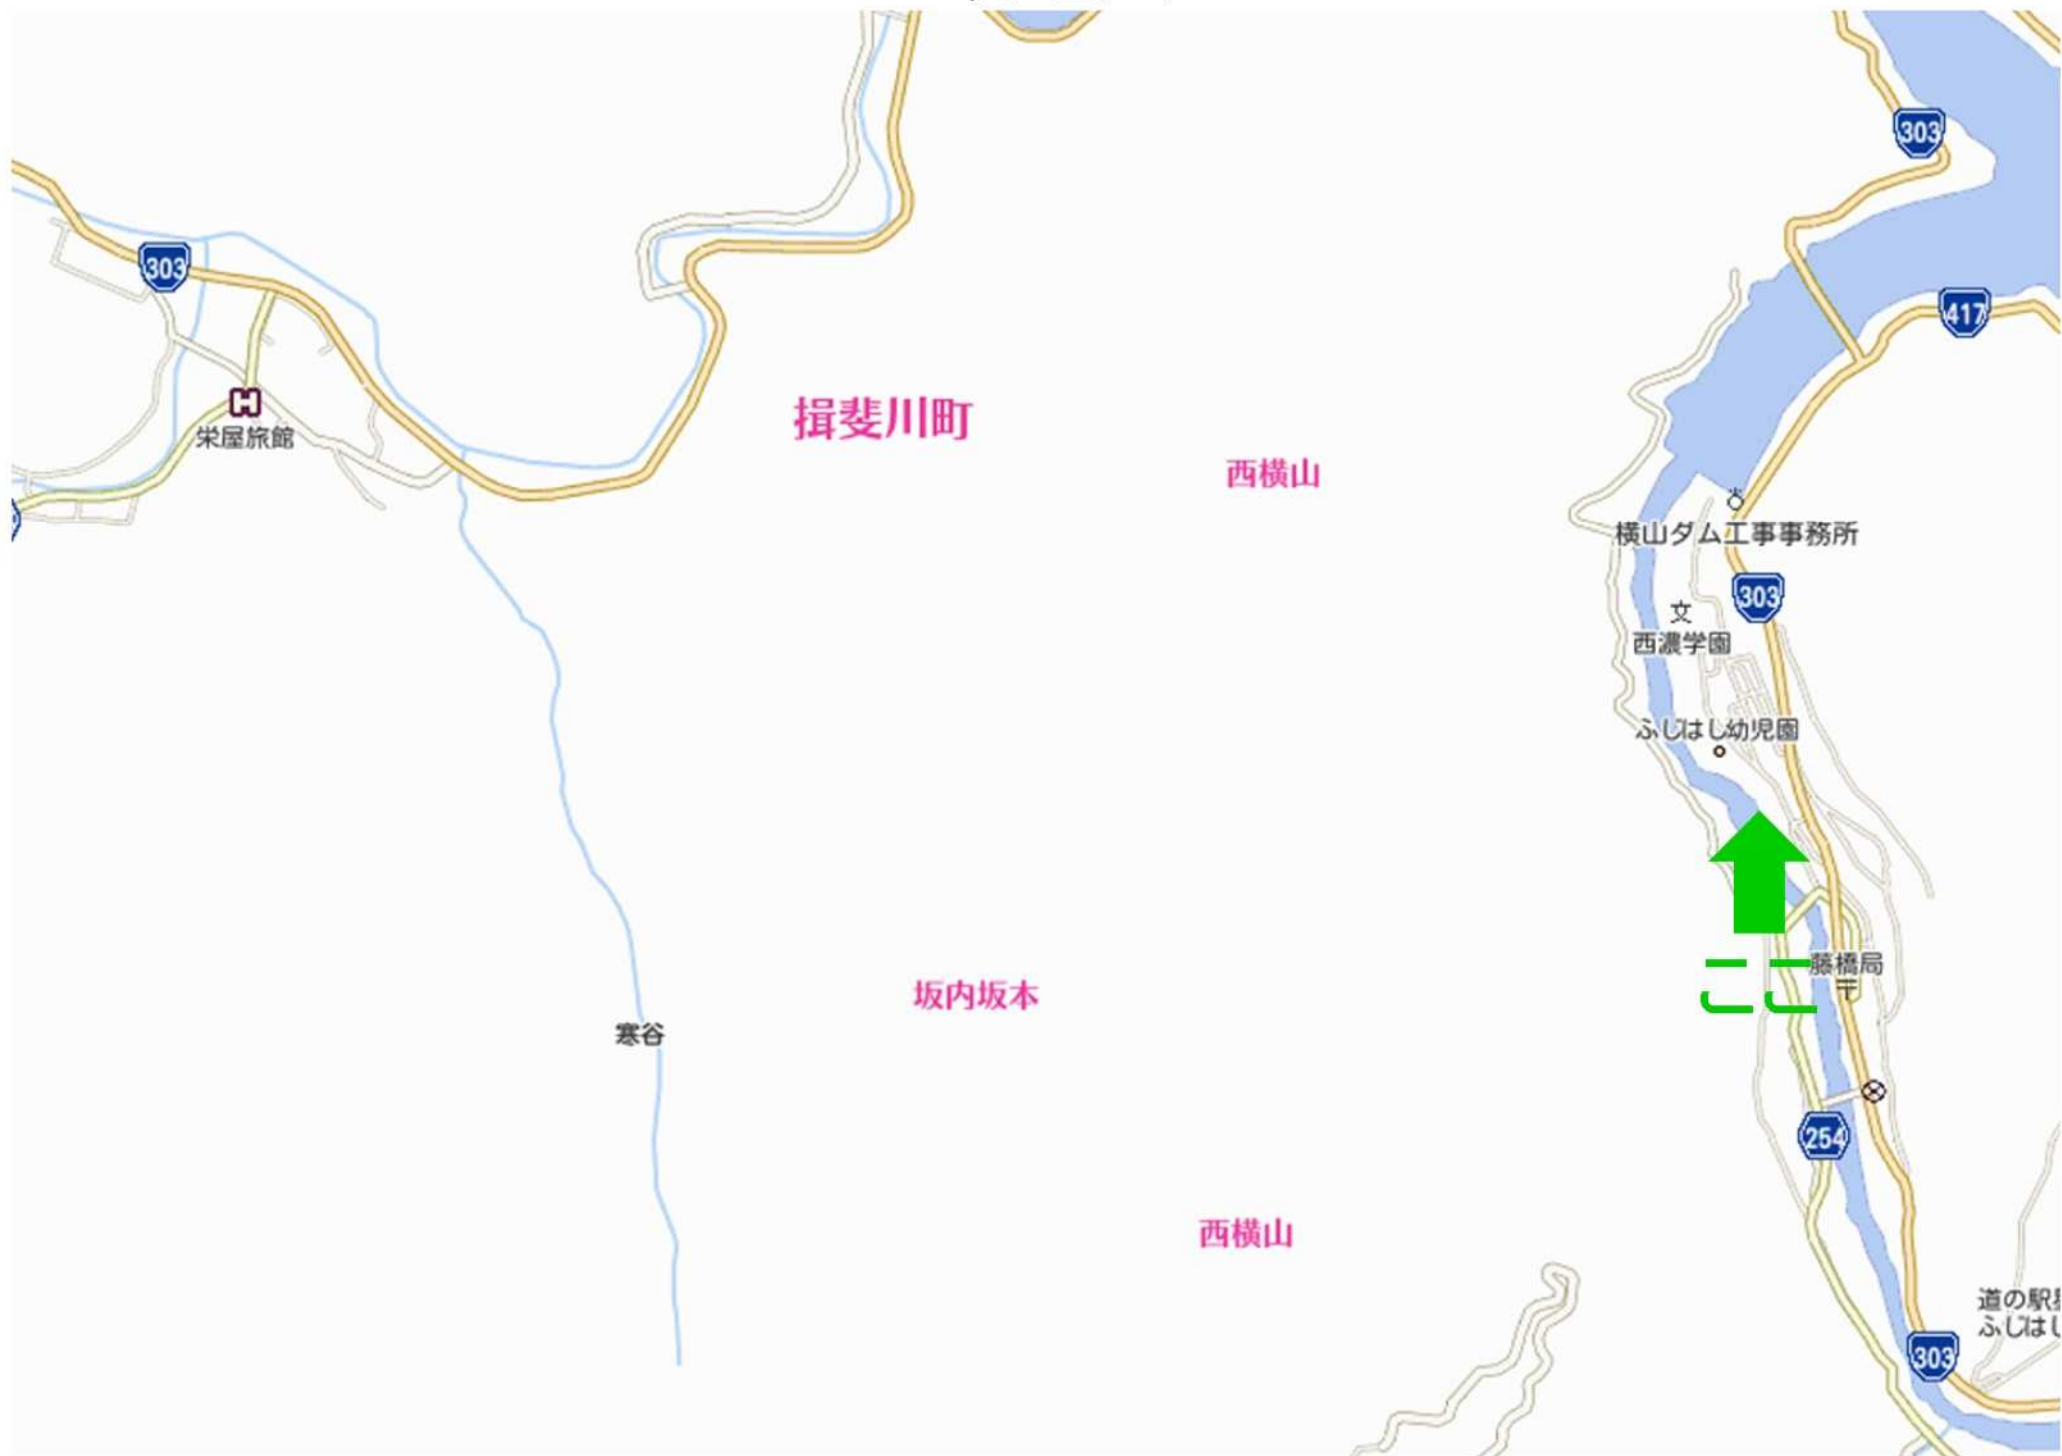 303
303
417
揖斐川町
栄屋旅館
西横山
横山ダム工事事務所
303
文
西濃学園
ふじはし幼児園
藤橋局
〒
ここ
坂内坂本
寒谷
254
西横山
道の駅
ふじはし
303